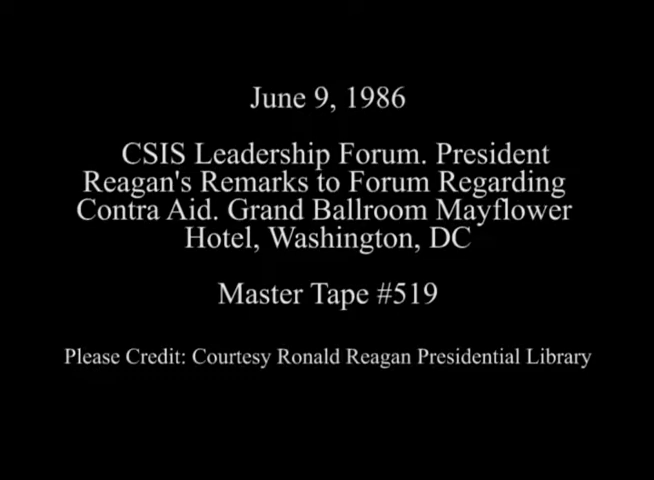 June 9, 1986
CSIS Leadership Forum. President
Reagan's Remarks to Forum Regarding
Contra Aid. Grand Ballroom Mayflower
Hotel, Washington, DC
Master Tape #519
Please Credit: Courtesy Ronald Reagan Presidential Library